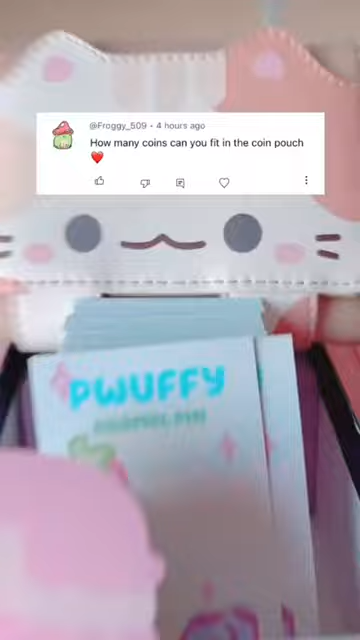 @Froggy_509 • 4 hours ago
How many coins can you fit in the coin pouch
❤️
PWUFFY